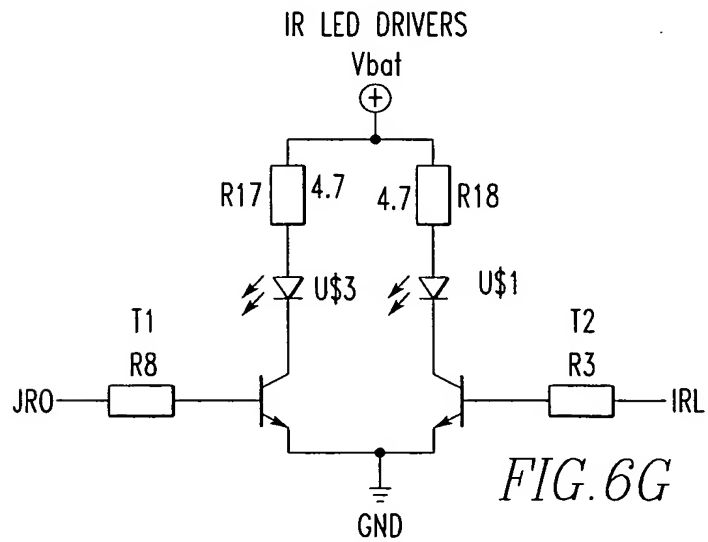 IR LED DRIVERS
Vbat
R17 4.7 4.7 R18
U$3 U$1
T1 T2
R8 R3
JRO IRL
GND
FIG.6G